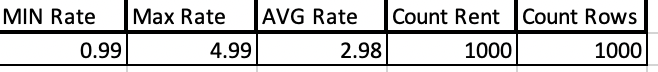 MIN Rate Max Rate AVG Rate Count Rent Count Rows
0.99 4.99 2.98 1000 1000